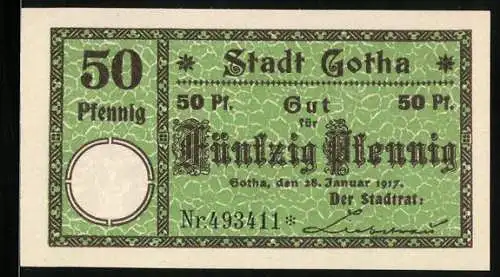 50
Pfennig
* Stadt Gotha *
50 Pf. Gut 50 Pf.
für
Fünfzig Pfennig
Gotha, den 28. Januar 1917.
Der Stadtrat:
Nr. 493411 *
Liebetrau